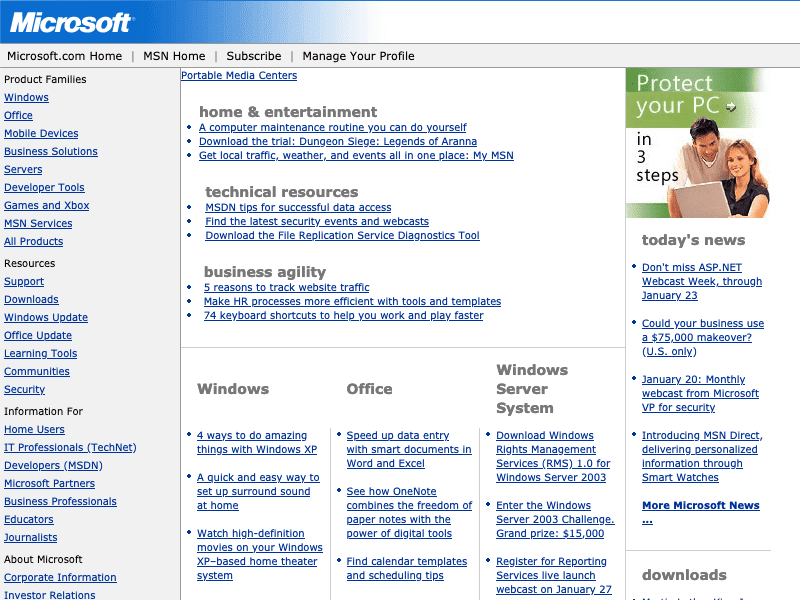 Microsoft
Microsoft.com Home | MSN Home | Subscribe | Manage Your Profile
Product Families
Windows
Office
Mobile Devices
Business Solutions
Servers
Developer Tools
Games and Xbox
MSN Services
All Products
Resources
Support
Downloads
Windows Update
Office Update
Learning Tools
Communities
Security
Information For
Home Users
IT Professionals (TechNet)
Developers (MSDN)
Microsoft Partners
Business Professionals
Educators
Journalists
About Microsoft
Corporate Information
Investor Relations
Portable Media Centers
home & entertainment
A computer maintenance routine you can do yourself
Download the trial: Dungeon Siege: Legends of Aranna
Get local traffic, weather, and events all in one place: My MSN
technical resources
MSDN tips for successful data access
Find the latest security events and webcasts
Download the File Replication Service Diagnostics Tool
business agility
5 reasons to track website traffic
Make HR processes more efficient with tools and templates
74 keyboard shortcuts to help you work and play faster
Windows
4 ways to do amazing
things with Windows XP
A quick and easy way to
set up surround sound
at home
Watch high-definition
movies on your Windows
XP–based home theater
system
Office
Speed up data entry
with smart documents in
Word and Excel
See how OneNote
combines the freedom of
paper notes with the
power of digital tools
Find calendar templates
and scheduling tips
Windows
Server
System
Download Windows
Rights Management
Services (RMS) 1.0 for
Windows Server 2003
Enter the Windows
Server 2003 Challenge.
Grand prize: $15,000
Register for Reporting
Services live launch
webcast on January 27
Protect
your PC
in
3
steps
today's news
Don't miss ASP.NET
Webcast Week, through
January 23
Could your business use
a $75,000 makeover?
(U.S. only)
January 20: Monthly
webcast from Microsoft
VP for security
Introducing MSN Direct,
delivering personalized
information through
Smart Watches
More Microsoft News
...
downloads